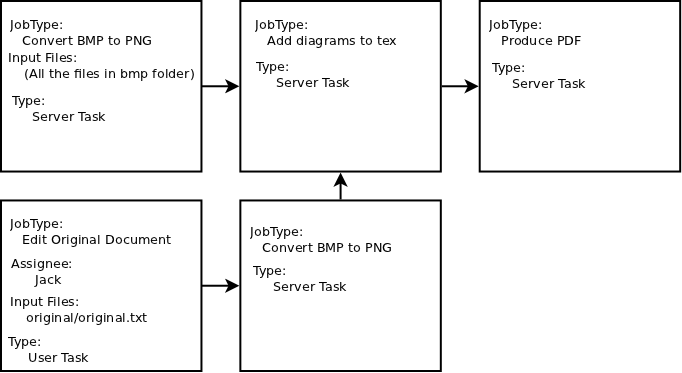 JobType:
Convert BMP to PNG
Input Files:
(All the files in bmp folder)
Type:
Server Task
JobType:
Add diagrams to tex
Type:
Server Task
JobType:
Produce PDF
Type:
Server Task
JobType:
Edit Original Document
Assignee:
Jack
Input Files:
original/original.txt
Type:
User Task
JobType:
Convert BMP to PNG
Type:
Server Task